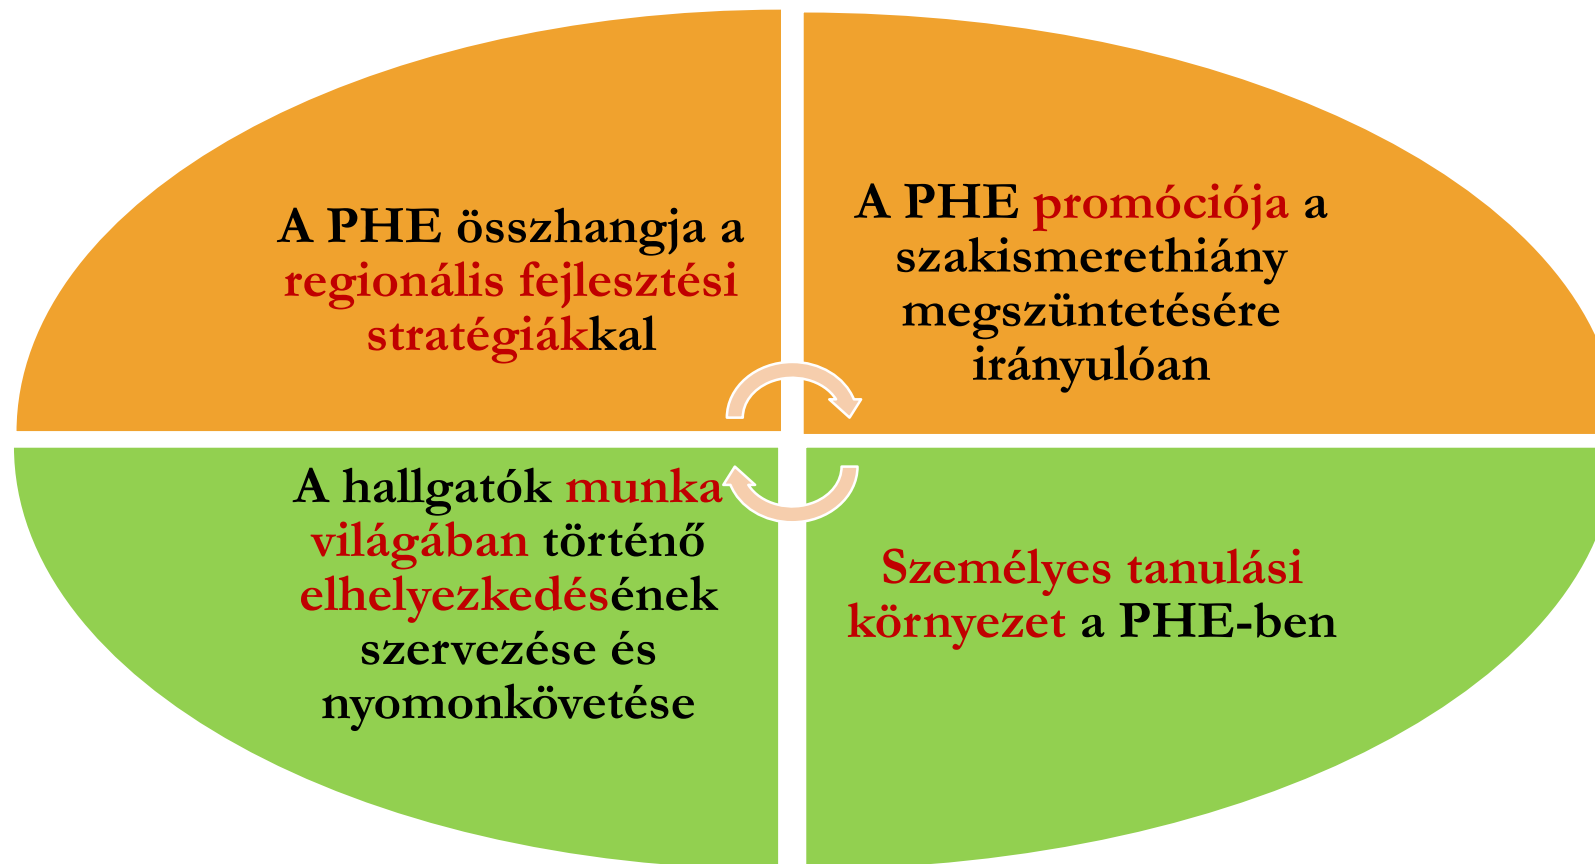 A PHE összhangja a
regionális fejlesztési
stratégiákkal
A PHE promóciója a
szakismerethiány
megszüntetésére
irányulóan
A hallgatók munka
világában történő
elhelyezkedésének
szervezése és
nyomonkövetése
Személyes tanulási
környezet a PHE-ben